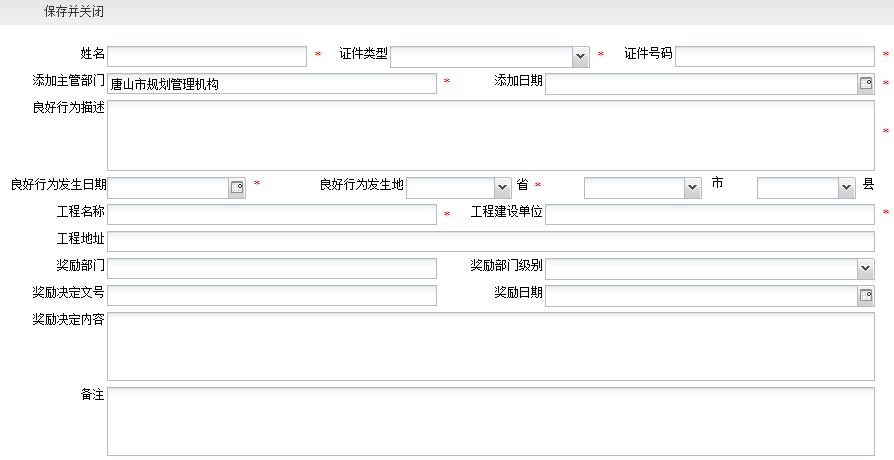 保存并关闭
姓名 * 证件类型 * 证件号码 *
添加主管部门 唐山市规划管理机构 * 添加日期 *
良好行为描述 *
良好行为发生日期 * 良好行为发生地 省 * 市 县
工程名称 * 工程建设单位 *
工程地址
奖励部门 奖励部门级别
奖励决定文号 奖励日期
奖励决定内容
备注